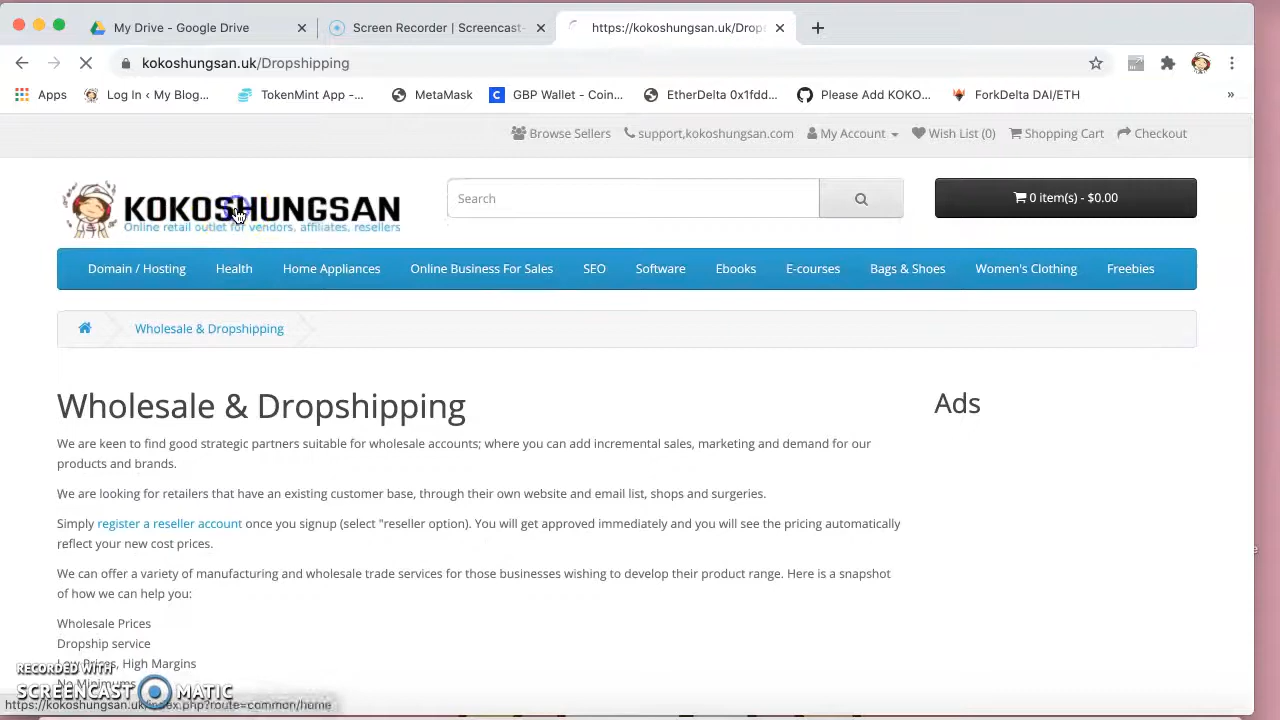 My Drive - Google Drive
Screen Recorder | Screencast-
https://kokoshungsan.uk/Drops
kokoshungsan.uk/Dropshipping
Apps
Log In ‹ My Blog...
TokenMint App -...
MetaMask
GBP Wallet - Coin...
EtherDelta 0x1fdd...
Please Add KOKO...
ForkDelta DAI/ETH
»
Browse Sellers
support,kokoshungsan.com
My Account
Wish List (0)
Shopping Cart
Checkout
KOKOSHUNGSAN
Online retail outlet for vendors, affiliates, resellers
Search
0 item(s) - $0.00
Domain / Hosting
Health
Home Appliances
Online Business For Sales
SEO
Software
Ebooks
E-courses
Bags & Shoes
Women's Clothing
Freebies
Wholesale & Dropshipping
Wholesale & Dropshipping
Ads
We are keen to find good strategic partners suitable for wholesale accounts; where you can add incremental sales, marketing and demand for our
products and brands.
We are looking for retailers that have an existing customer base, through their own website and email list, shops and surgeries.
Simply register a reseller account once you signup (select "reseller option). You will get approved immediately and you will see the pricing automatically
reflect your new cost prices.
We can offer a variety of manufacturing and wholesale trade services for those businesses wishing to develop their product range. Here is a snapshot
of how we can help you:
Wholesale Prices
Dropship service
Low Prices, High Margins
No Minimums
RECORDED WITH
SCREENCAST MATIC
https://kokoshungsan.uk/index.php?route=common/home